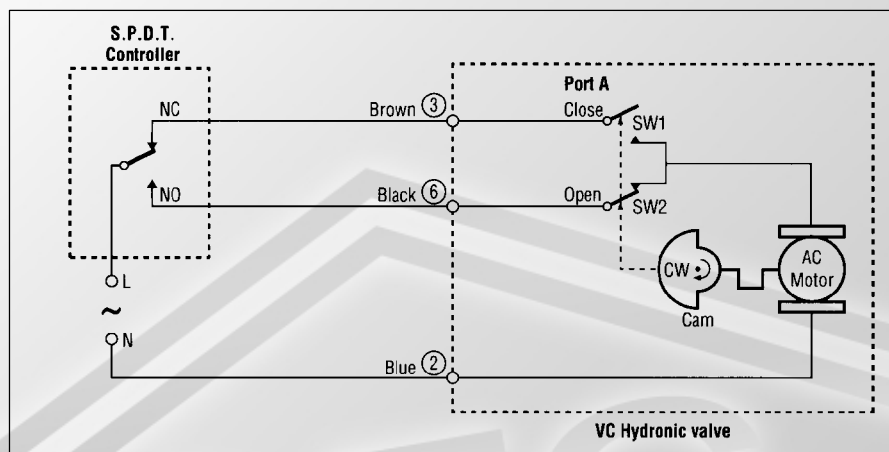 S.P.D.T.
Controller
Port A
NC
Brown 3
Close
SW1
NO
Black 6
Open
SW2
L
~
N
CW
Cam
AC
Motor
Blue 2
VC Hydronic valve